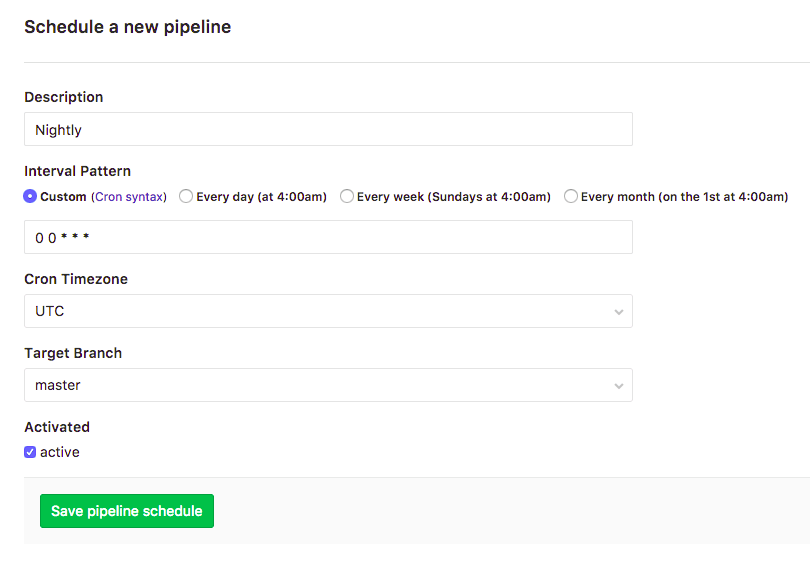 Schedule a new pipeline
Description
Nightly
Interval Pattern
Custom (Cron syntax) Every day (at 4:00am) Every week (Sundays at 4:00am) Every month (on the 1st at 4:00am)
0 0 * * *
Cron Timezone
UTC
Target Branch
master
Activated
active
Save pipeline schedule